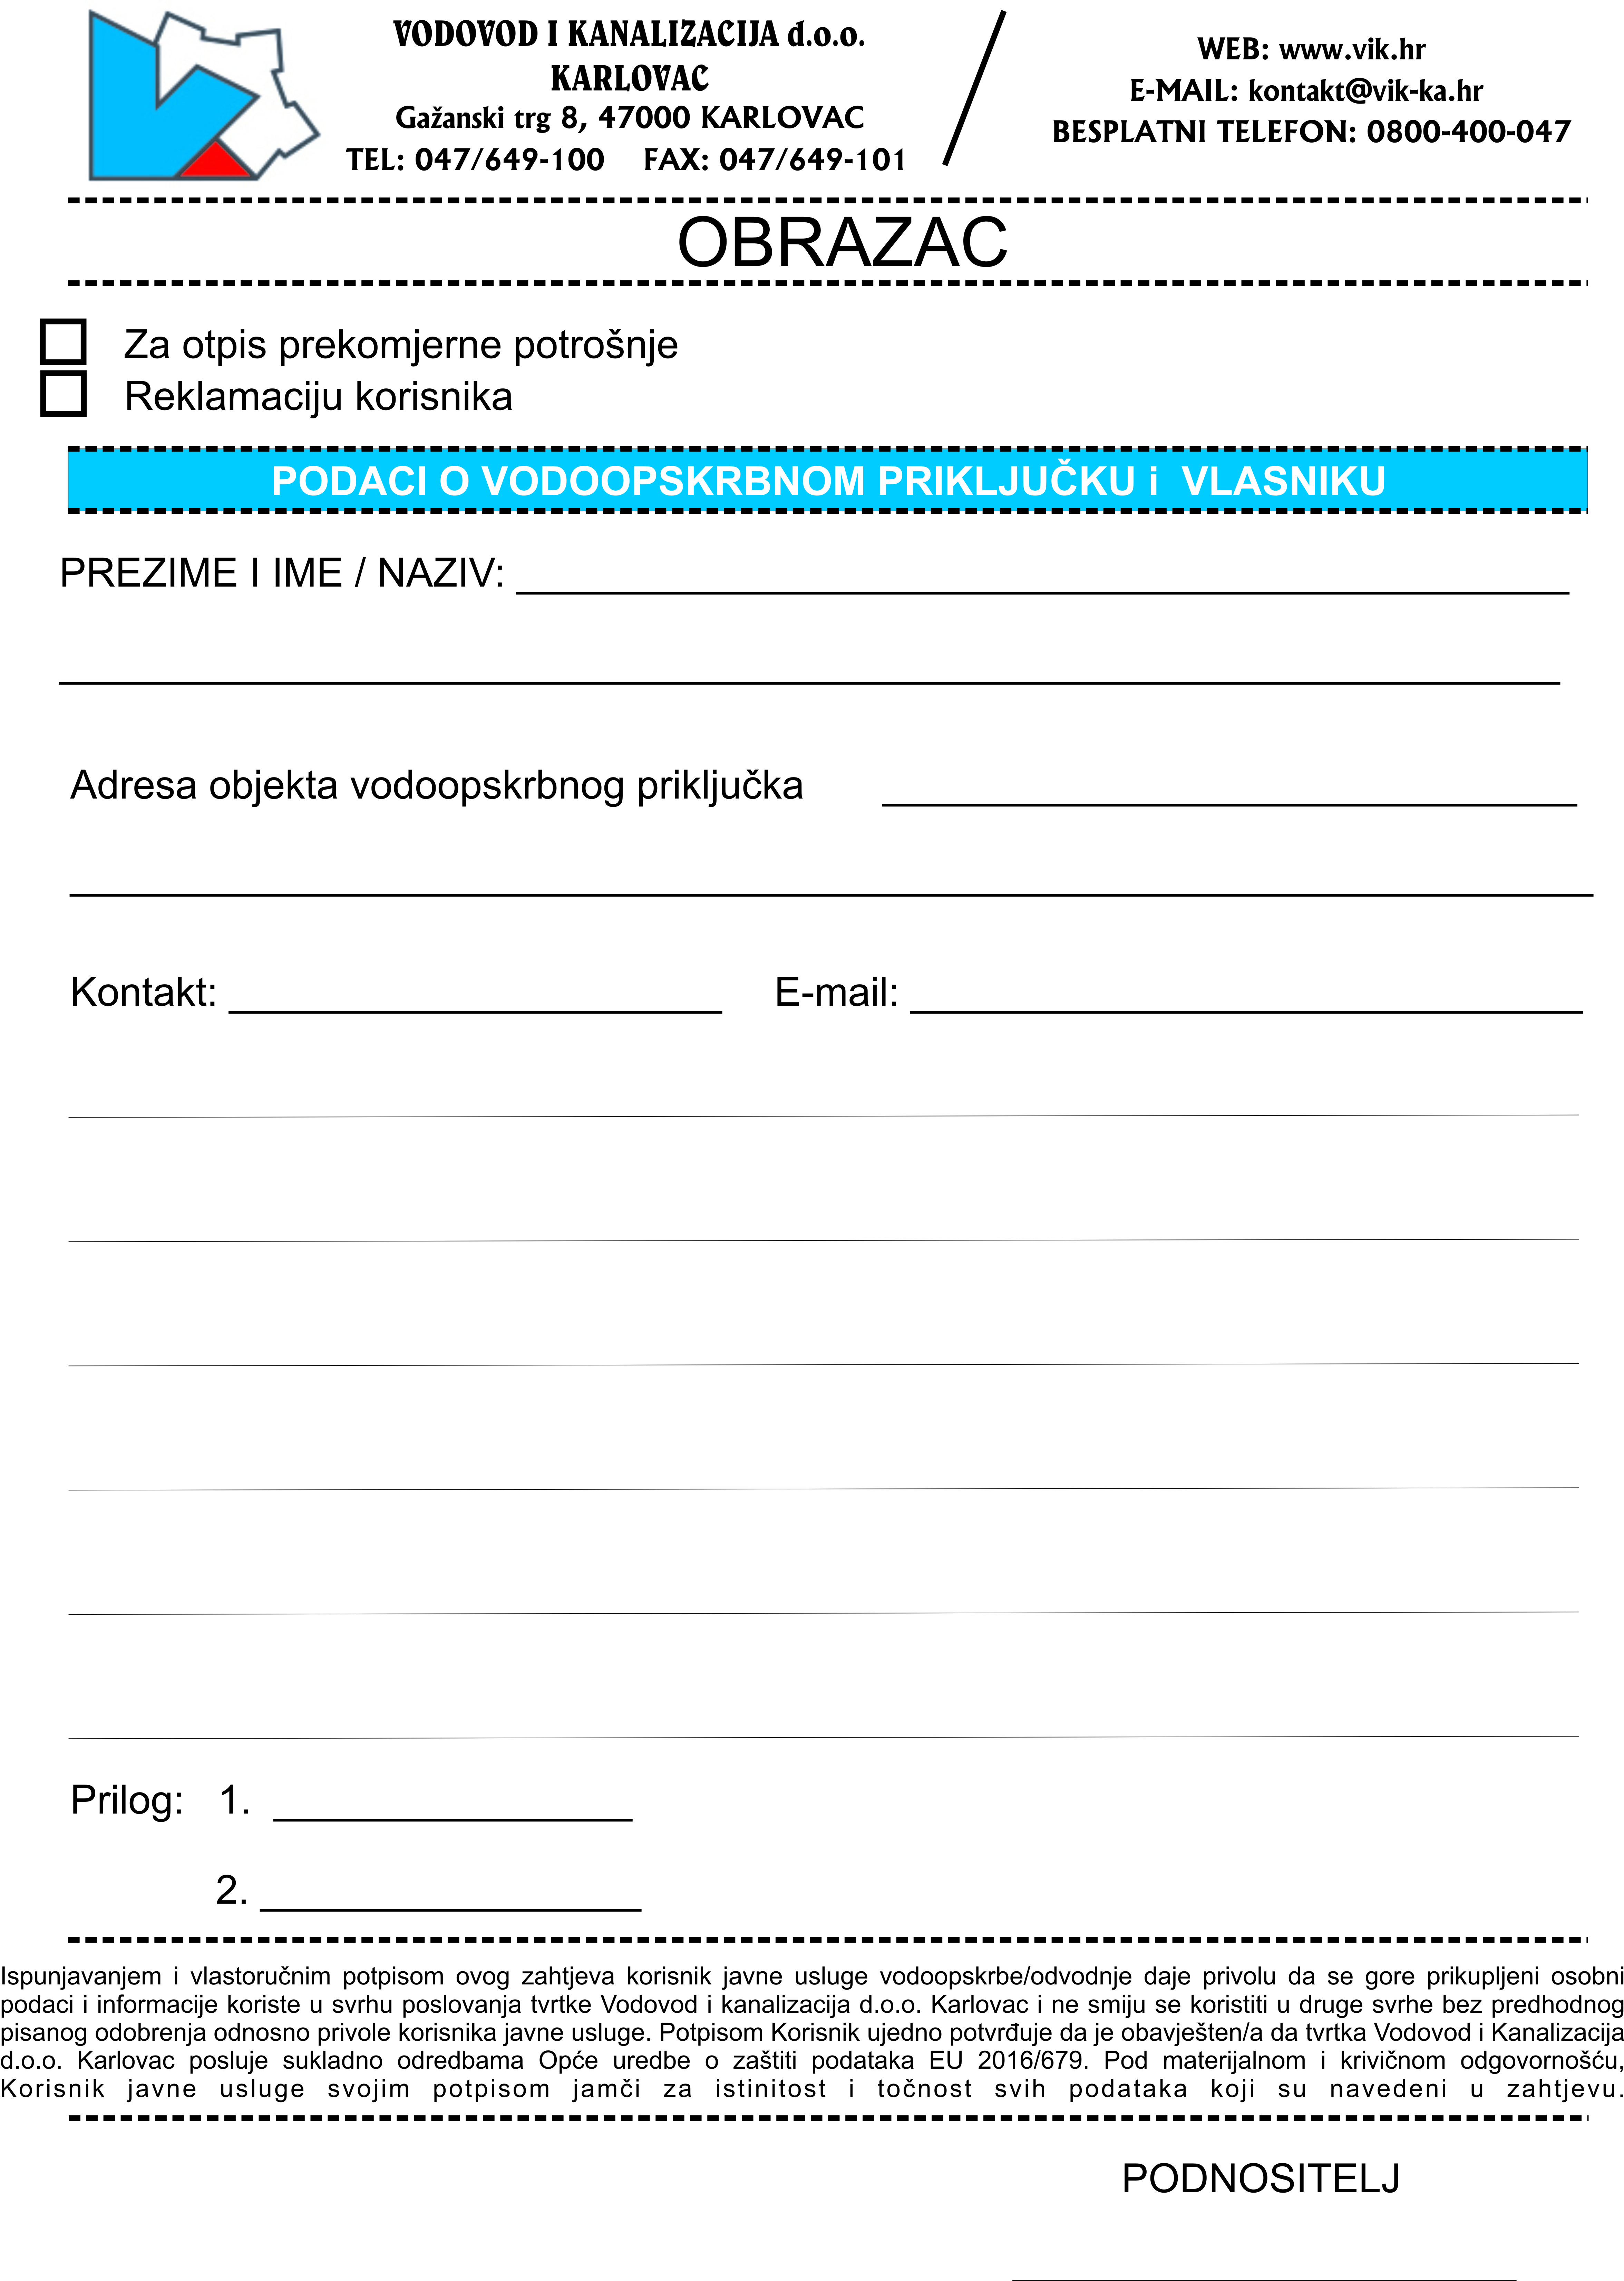 VODOVOD I KANALIZACIJA d.o.o.
KARLOVAC
Gažanski trg 8, 47000 KARLOVAC
TEL: 047/649-100 FAX: 047/649-101
WEB: www.vik.hr
E-MAIL: kontakt@vik-ka.hr
BESPLATNI TELEFON: 0800-400-047
OBRAZAC
Za otpis prekomjerne potrošnje
Reklamaciju korisnika
PODACI O VODOOPSKRBNOM PRIKLJUČKU i VLASNIKU
PREZIME I IME / NAZIV:
Adresa objekta vodoopskrbnog priključka
Kontakt: E-mail:
Prilog: 1.
2.
Ispunjavanjem i vlastoručnim potpisom ovog zahtjeva korisnik javne usluge vodoopskrbe/odvodnje daje privolu da se gore prikupljeni osobni
podaci i informacije koriste u svrhu poslovanja tvrtke Vodovod i kanalizacija d.o.o. Karlovac i ne smiju se koristiti u druge svrhe bez predhodnog
pisanog odobrenja odnosno privole korisnika javne usluge. Potpisom Korisnik ujedno potvrđuje da je obavješten/a da tvrtka Vodovod i Kanalizacija
d.o.o. Karlovac posluje sukladno odredbama Opće uredbe o zaštiti podataka EU 2016/679. Pod materijalnom i krivičnom odgovornošću,
Korisnik javne usluge svojim potpisom jamči za istinitost i točnost svih podataka koji su navedeni u zahtjevu.
PODNOSITELJ